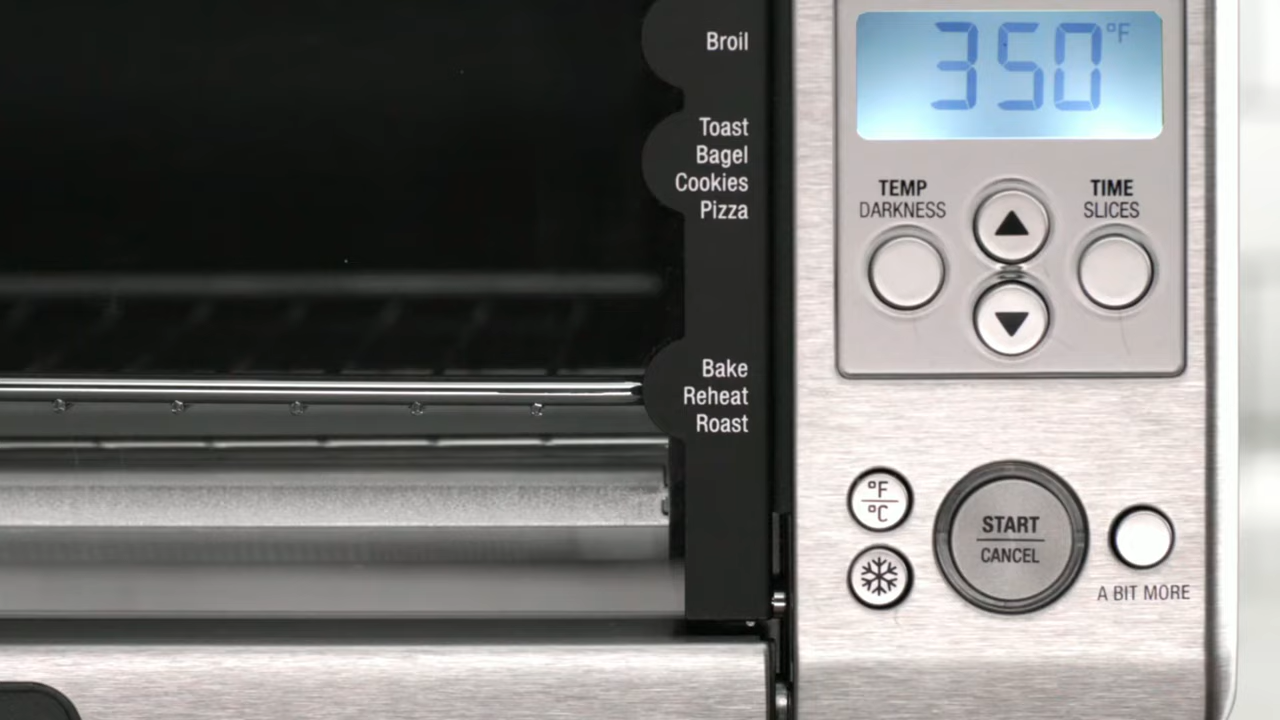 Broil
Toast
Bagel
Cookies
Pizza
Bake
Reheat
Roast
350°F
TEMP
DARKNESS
TIME
SLICES
°F
°C
START
CANCEL
A BIT MORE